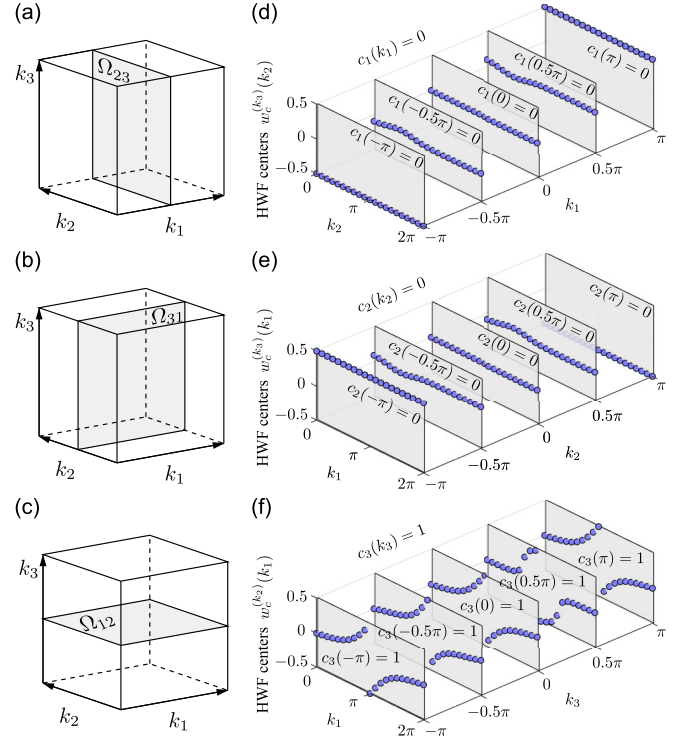 (a)
k₃
Ω₂₃
k₂
k₁
(d)
c₁(k₁) = 0
HWF centers w_c^(k₃)(k₂)
0.5
0
−0.5
c₁(−π) = 0
c₁(−0.5π) = 0
c₁(0) = 0
c₁(0.5π) = 0
c₁(π) = 0
0
π
2π
k₂
−π
−0.5π
0
0.5π
π
k₁
(b)
k₃
Ω₃₁
k₂
k₁
(e)
c₂(k₂) = 0
HWF centers w_c^(k₃)(k₁)
0.5
0
−0.5
c₂(−π) = 0
c₂(−0.5π) = 0
c₂(0) = 0
c₂(0.5π) = 0
c₂(π) = 0
0
π
2π
k₁
−π
−0.5π
0
0.5π
π
k₂
(c)
k₃
Ω₁₂
k₂
k₁
(f)
c₃(k₃) = 1
HWF centers w_c^(k₂)(k₁)
0.5
0
−0.5
c₃(−π) = 1
c₃(−0.5π) = 1
c₃(0) = 1
c₃(0.5π) = 1
c₃(π) = 1
0
π
2π
k₁
−π
−0.5π
0
0.5π
π
k₃